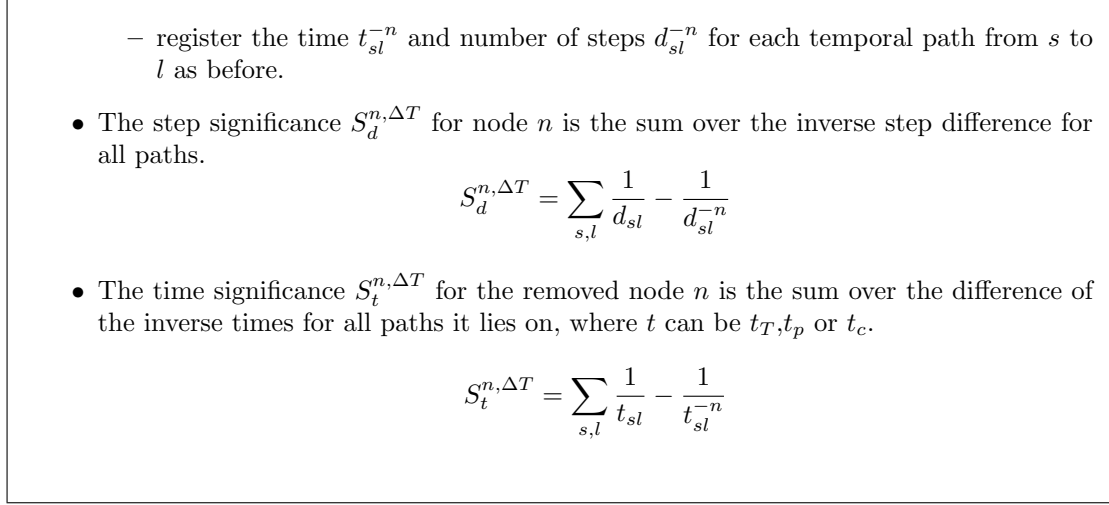 – register the time $t_{sl}^{-n}$ and number of steps $d_{sl}^{-n}$ for each temporal path from $s$ to
$l$ as before.
• The step significance $S_d^{n,\Delta T}$ for node $n$ is the sum over the inverse step difference for
all paths.
$S_d^{n,\Delta T} = \sum_{s,l} \frac{1}{d_{sl}} - \frac{1}{d_{sl}^{-n}}$
• The time significance $S_t^{n,\Delta T}$ for the removed node $n$ is the sum over the difference of
the inverse times for all paths it lies on, where $t$ can be $t_T$,$t_p$ or $t_c$.
$S_t^{n,\Delta T} = \sum_{s,l} \frac{1}{t_{sl}} - \frac{1}{t_{sl}^{-n}}$